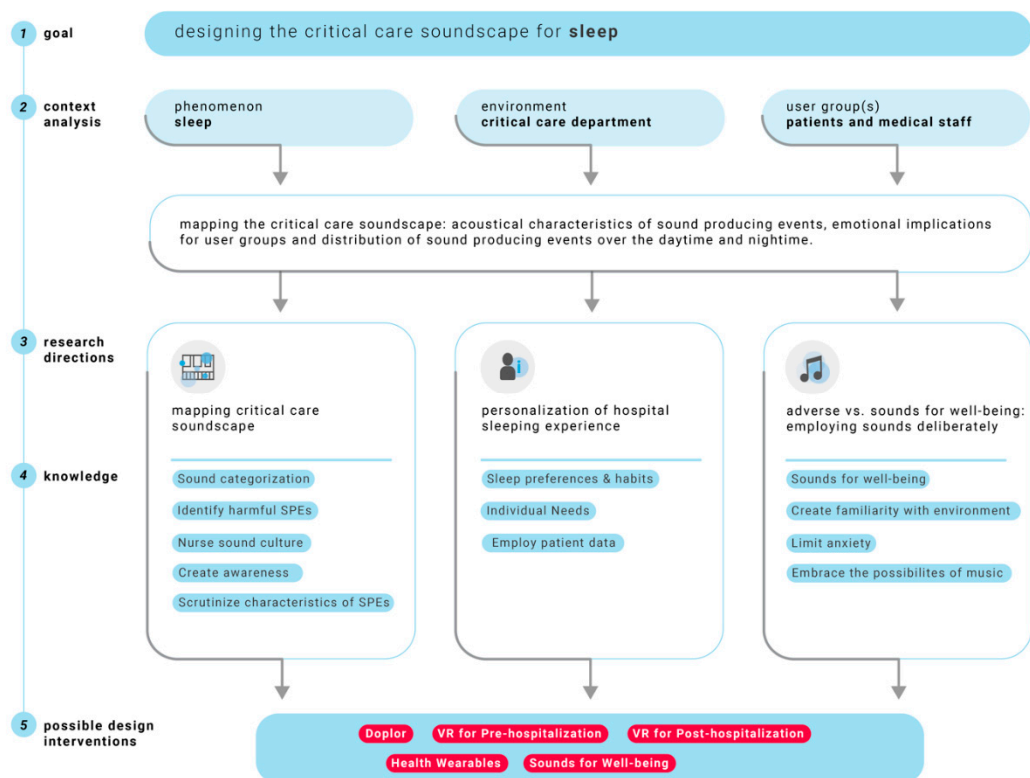 1 goal
designing the critical care soundscape for sleep
2 context
analysis
phenomenon
sleep
environment
critical care department
user group(s)
patients and medical staff
mapping the critical care soundscape: acoustical characteristics of sound producing events, emotional implications
for user groups and distribution of sound producing events over the daytime and nightime.
3 research
directions
mapping critical care
soundscape
i
personalization of hospital
sleeping experience
adverse vs. sounds for well-being:
employing sounds deliberately
4 knowledge
Sound categorization
Identify harmful SPEs
Nurse sound culture
Create awareness
Scrutinize characteristics of SPEs
Sleep preferences & habits
Individual Needs
Employ patient data
Sounds for well-being
Create familiarity with environment
Limit anxiety
Embrace the possibilites of music
5 possible design
interventions
Doplor VR for Pre-hospitalization VR for Post-hospitalization
Health Wearables Sounds for Well-being